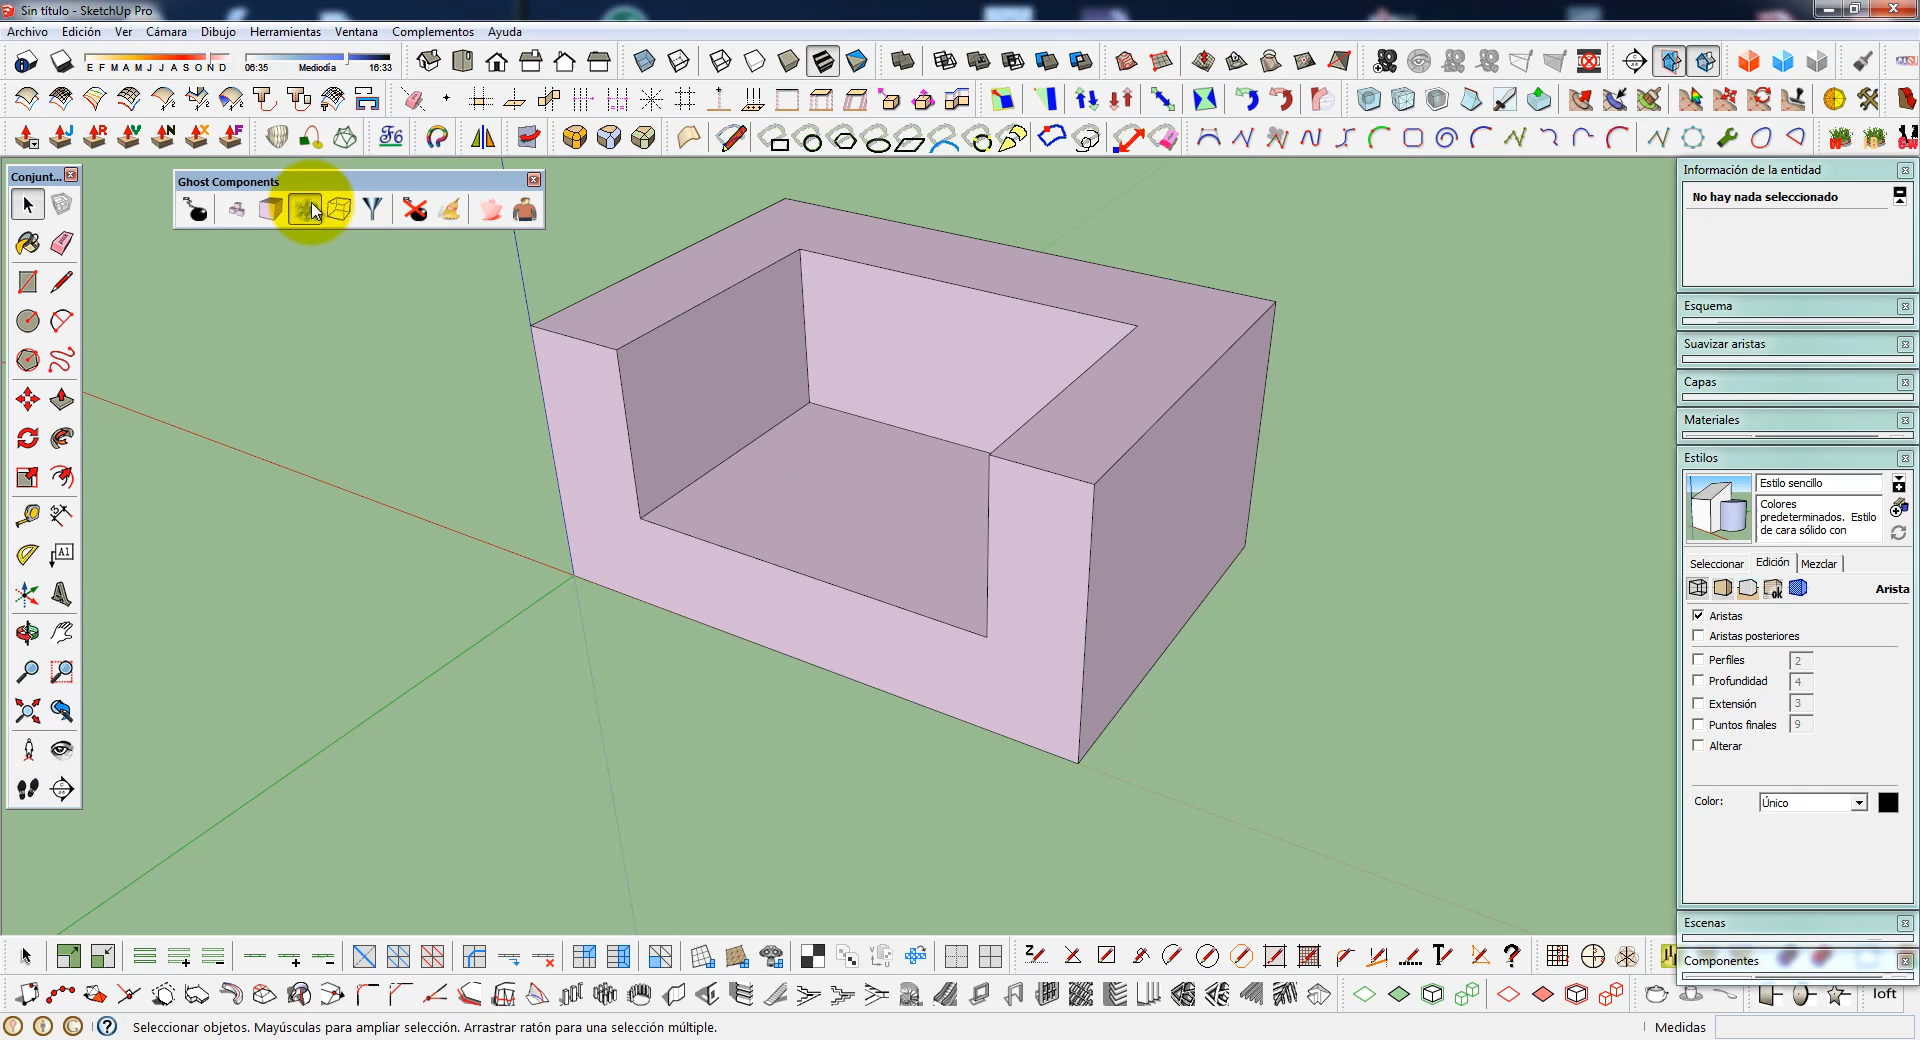 Sin título - SketchUp Pro
Archivo Edición Ver Cámara Dibujo Herramientas Ventana Complementos Ayuda
E F M A M J J A S O N D 06:35 Mediodía 16:33
J R V N X F F6
Conjunt...
Ghost Components
Información de la entidad
No hay nada seleccionado
Esquema
Suavizar aristas
Capas
Materiales
Estilos
Estilo sencillo
Colores
predeterminados. Estilo
de cara sólido con
Seleccionar Edición Mezclar
Arista
Aristas
Aristas posteriores
Perfiles 2
Profundidad 4
Extensión 3
Puntos finales 9
Alterar
Color: Único
A1
Escenas
Componentes
loft
Seleccionar objetos. Mayúsculas para ampliar selección. Arrastrar ratón para una selección múltiple.
Medidas